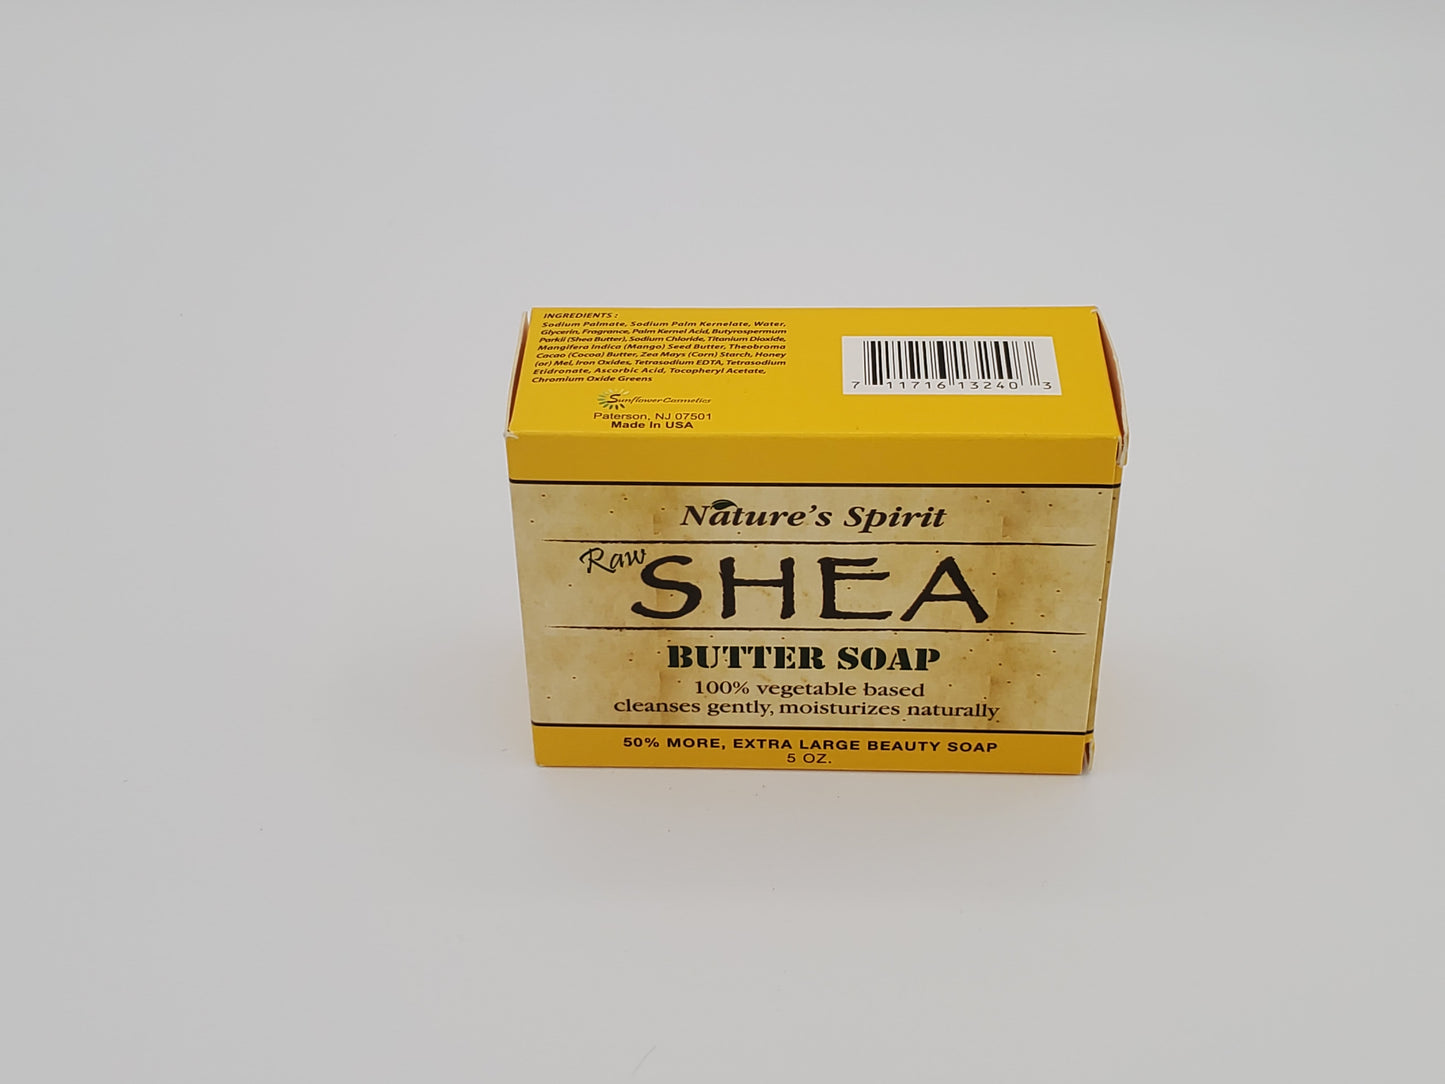 INGREDIENTS :
Sodium Palmate, Sodium Palm Kernelate, Water,
Glycerin, Fragrance, Palm Kernel Acid, Butyrospermum
Parkii (Shea Butter), Sodium Chloride, Titanium Dioxide,
Mangifera Indica (Mango) Seed Butter, Theobroma
Cacao (Cocoa) Butter, Zea Mays (Corn) Starch, Honey
(or) Mel, Iron Oxides, Tetrasodium EDTA, Tetrasodium
Etidronate, Ascorbic Acid, Tocopheryl Acetate,
Chromium Oxide Greens
Sunflower Cosmetics
Paterson, NJ 07501
Made In USA
7 11716 13240 3
Nature's Spirit
Raw
SHEA
BUTTER SOAP
100% vegetable based
cleanses gently, moisturizes naturally
50% MORE, EXTRA LARGE BEAUTY SOAP
5 OZ.